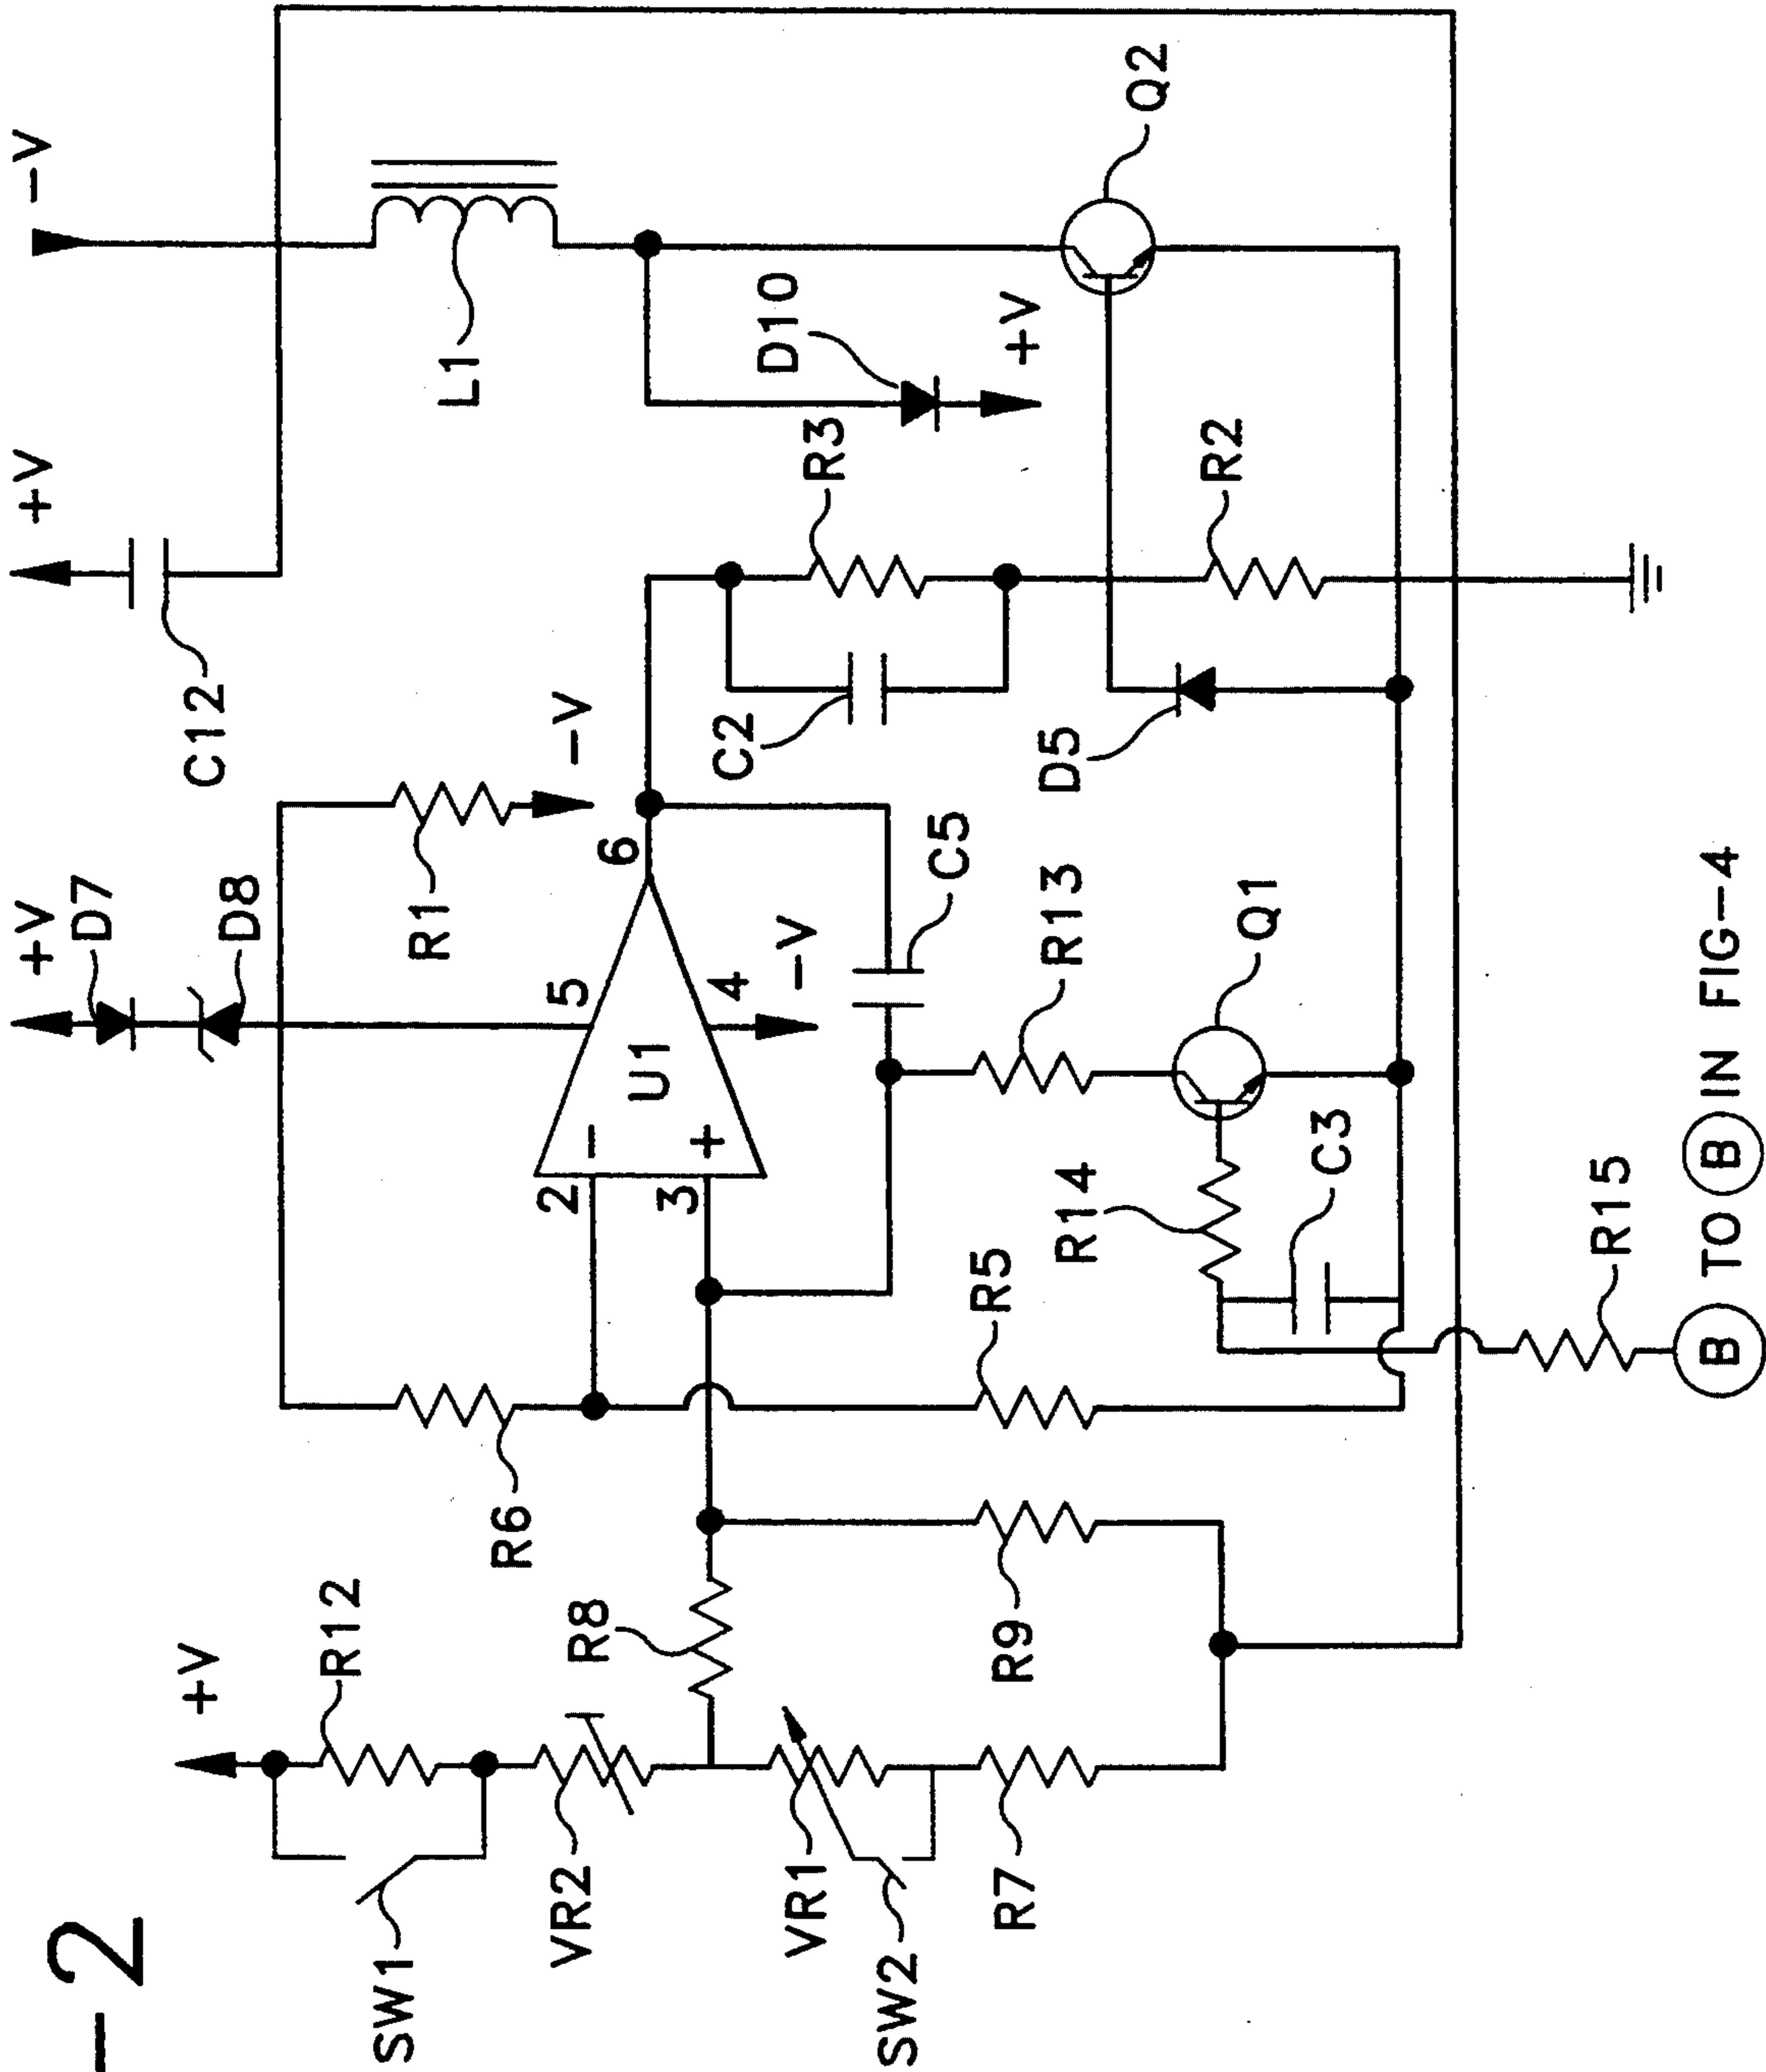 -2
+V
+V
-V
+V
D7
D8
C12
L1
R12
SW1
R6
R1
-V
5
6
C2
R3
D10
+V
Q2
VR2
R8
2
-
U1
3
+
4
-V
C5
VR1
SW2
R7
R9
R5
R13
R14
Q1
D5
R2
C3
R15
B TO B IN FIG-4